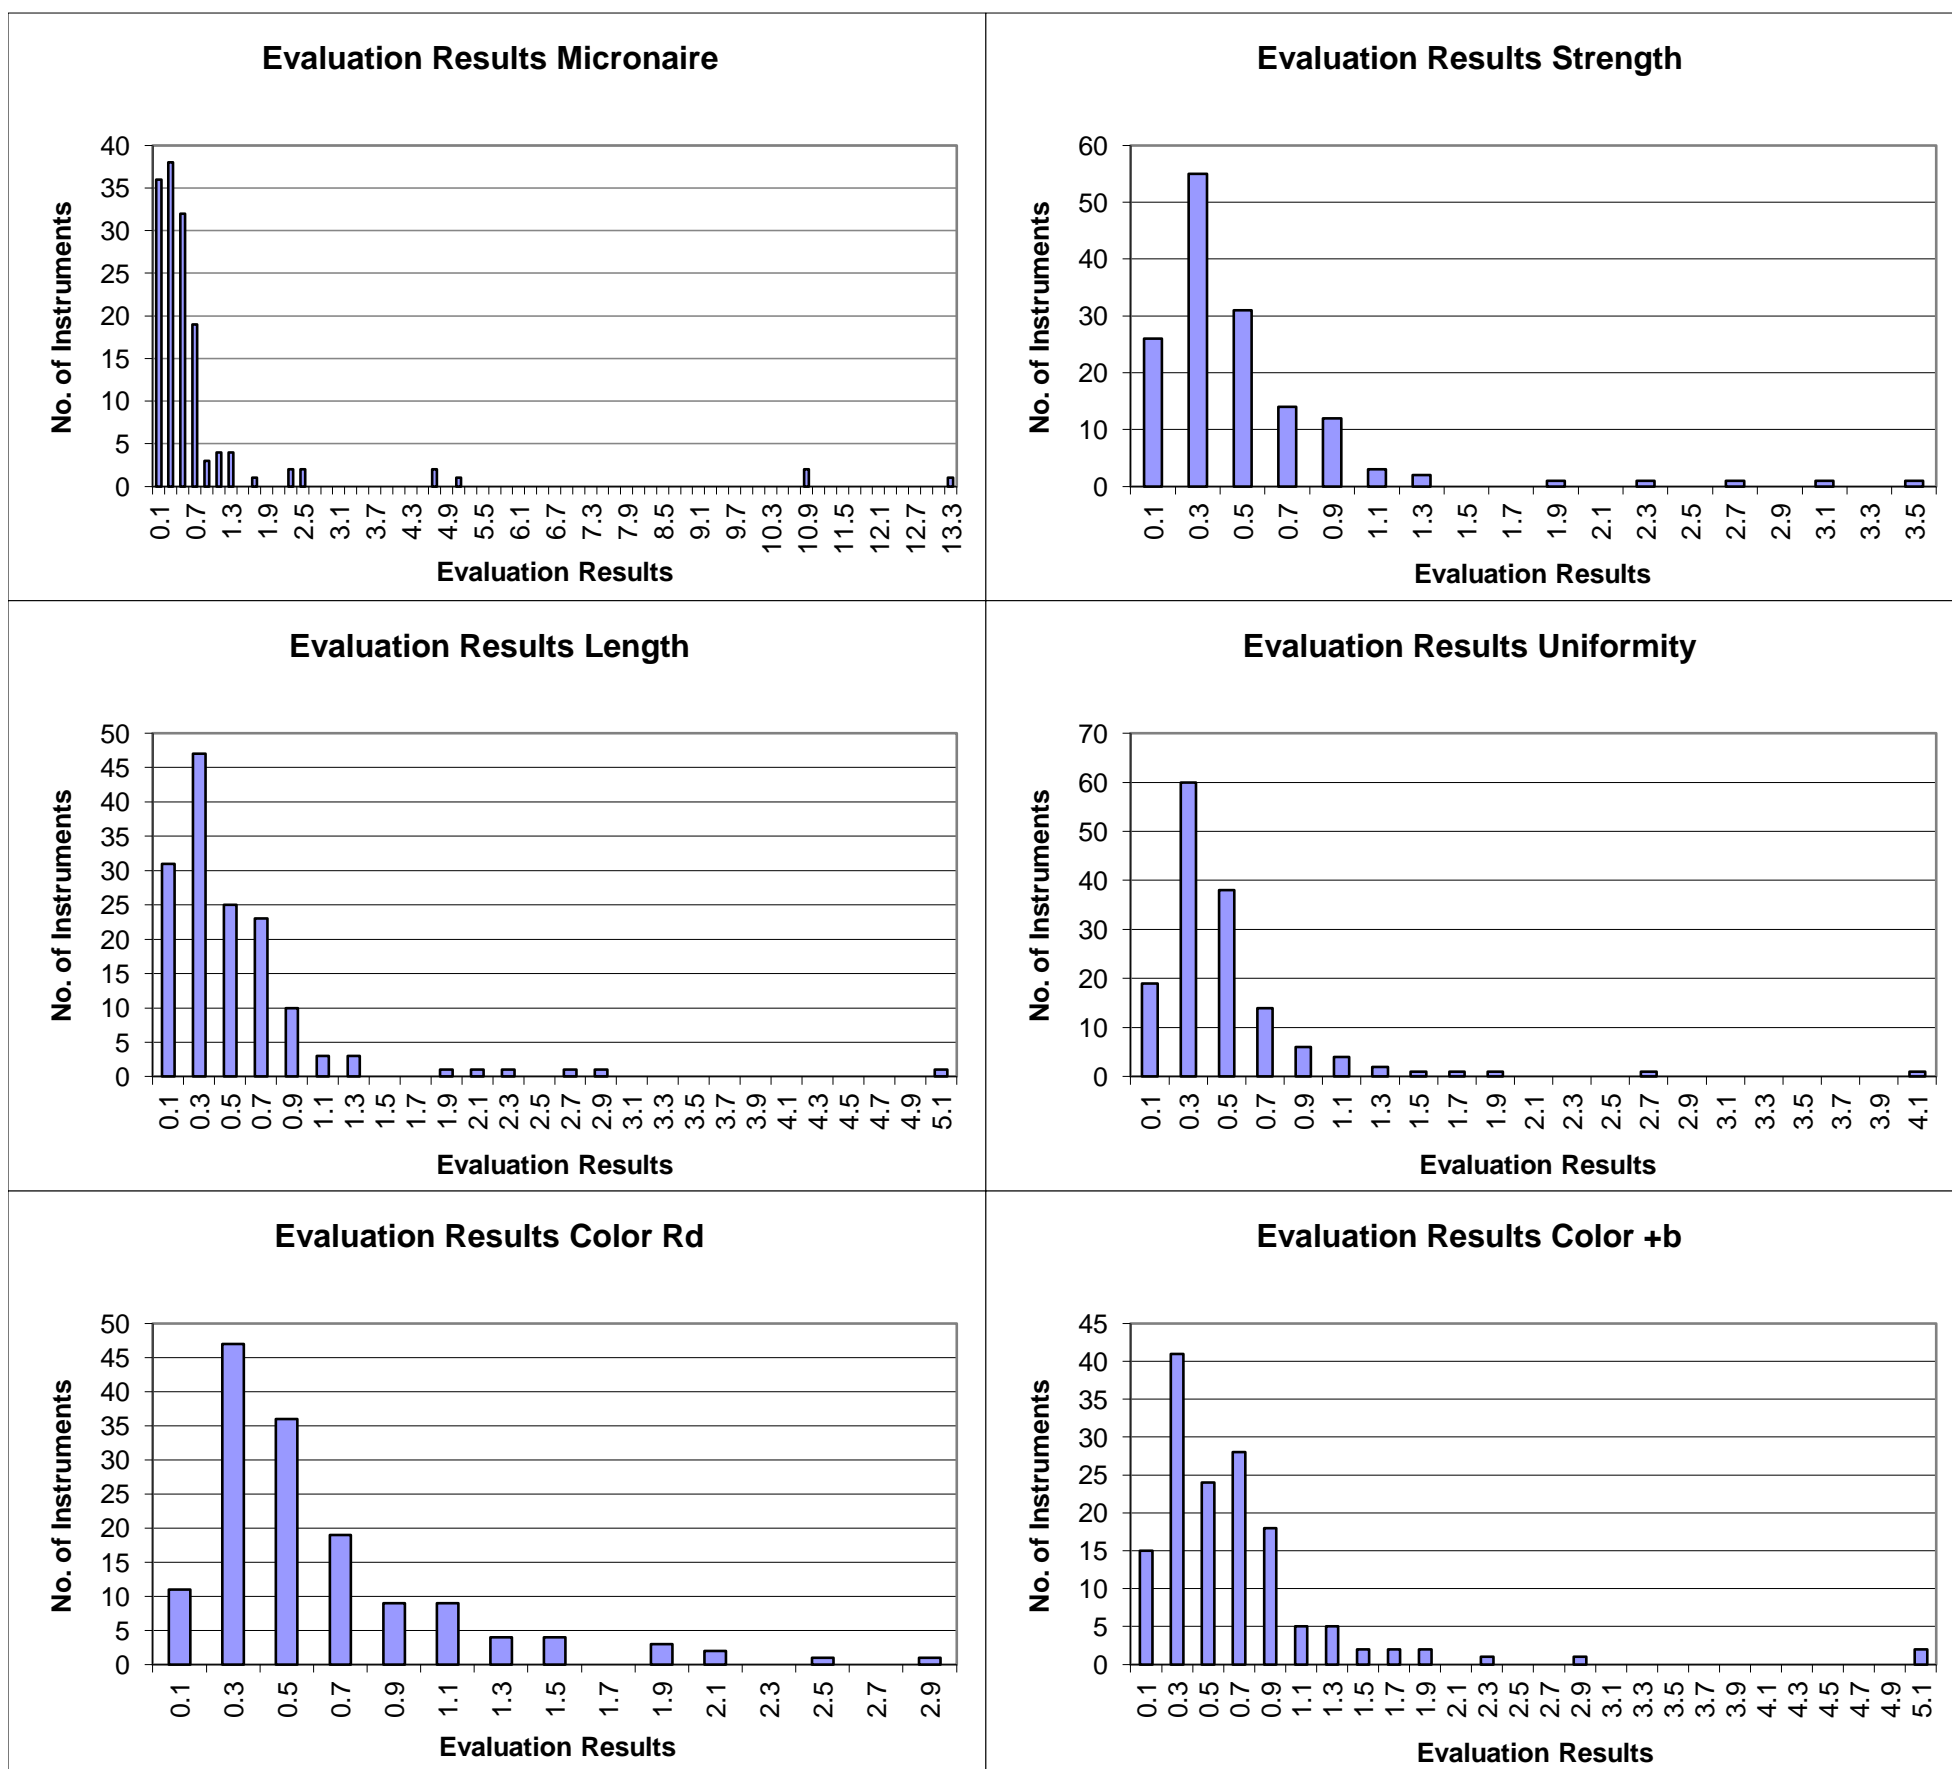 Evaluation Results Micronaire
40
35
30
25
20
15
10
5
0
No. of Instruments
0.1 0.7 1.3 1.9 2.5 3.1 3.7 4.3 4.9 5.5 6.1 6.7 7.3 7.9 8.5 9.1 9.7 10.3 10.9 11.5 12.1 12.7 13.3
Evaluation Results
Evaluation Results Strength
60
50
40
30
20
10
0
No. of Instruments
0.1 0.3 0.5 0.7 0.9 1.1 1.3 1.5 1.7 1.9 2.1 2.3 2.5 2.7 2.9 3.1 3.3 3.5
Evaluation Results
Evaluation Results Length
50
45
40
35
30
25
20
15
10
5
0
No. of Instruments
0.1 0.3 0.5 0.7 0.9 1.1 1.3 1.5 1.7 1.9 2.1 2.3 2.5 2.7 2.9 3.1 3.3 3.5 3.7 3.9 4.1 4.3 4.5 4.7 4.9 5.1
Evaluation Results
Evaluation Results Uniformity
70
60
50
40
30
20
10
0
No. of Instruments
0.1 0.3 0.5 0.7 0.9 1.1 1.3 1.5 1.7 1.9 2.1 2.3 2.5 2.7 2.9 3.1 3.3 3.5 3.7 3.9 4.1
Evaluation Results
Evaluation Results Color Rd
50
45
40
35
30
25
20
15
10
5
0
No. of Instruments
0.1 0.3 0.5 0.7 0.9 1.1 1.3 1.5 1.7 1.9 2.1 2.3 2.5 2.7 2.9
Evaluation Results
Evaluation Results Color +b
45
40
35
30
25
20
15
10
5
0
No. of Instruments
0.1 0.3 0.5 0.7 0.9 1.1 1.3 1.5 1.7 1.9 2.1 2.3 2.5 2.7 2.9 3.1 3.3 3.5 3.7 3.9 4.1 4.3 4.5 4.7 4.9 5.1
Evaluation Results